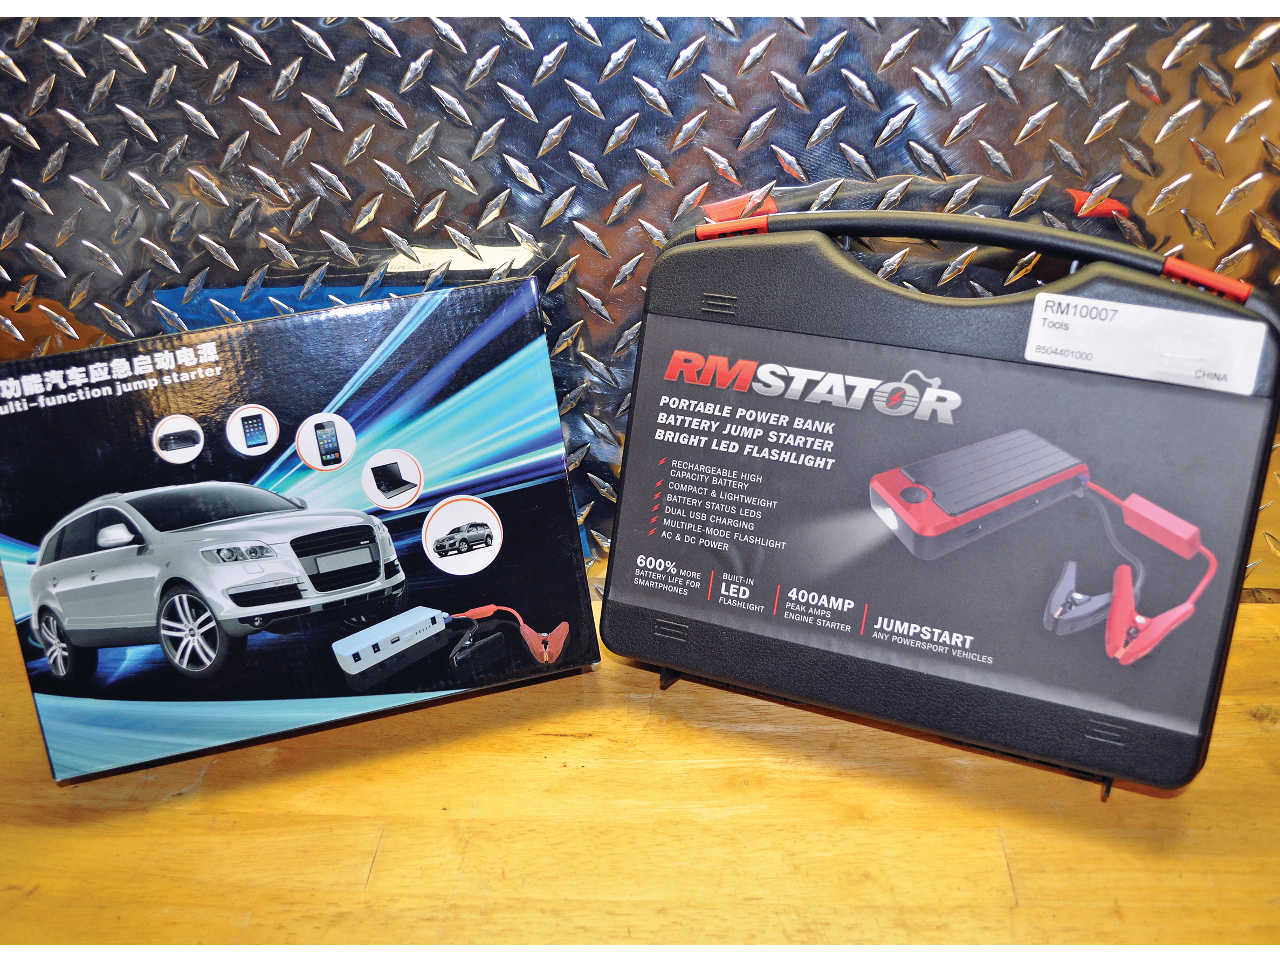 功能汽车应急启动电源
ulti-function jump starter
RM10007
Tools
8504401000
CHINA
RMSTATOR
PORTABLE POWER BANK
BATTERY JUMP STARTER
BRIGHT LED FLASHLIGHT
RECHARGEABLE HIGH
CAPACITY BATTERY
COMPACT & LIGHTWEIGHT
BATTERY STATUS LEDS
DUAL USB CHARGING
MULTIPLE-MODE FLASHLIGHT
AC & DC POWER
600% MORE
BATTERY LIFE FOR
SMARTPHONES
BUILT-IN
LED
FLASHLIGHT
400AMP
PEAK AMPS
ENGINE STARTER
JUMPSTART
ANY POWERSPORT VEHICLES